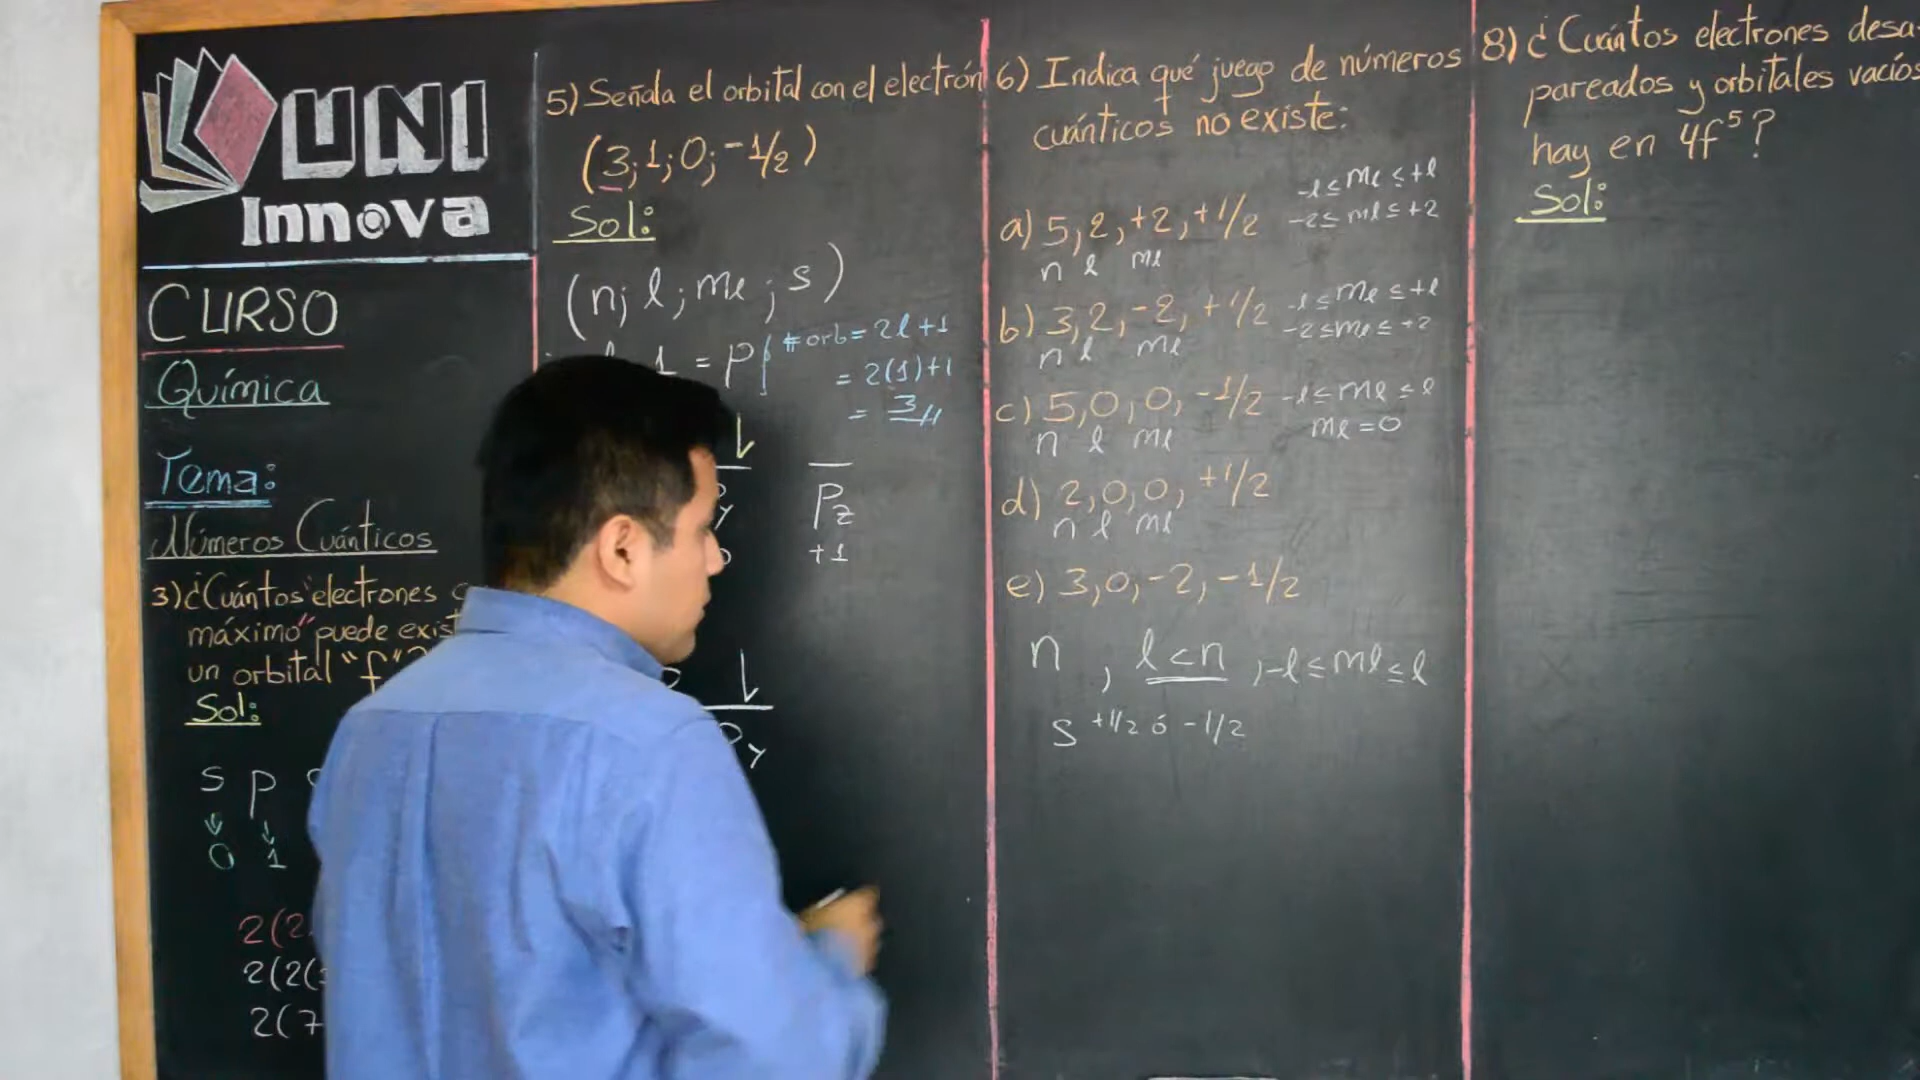 UNI
Innova
CURSO
Química
Tema:
Números Cuánticos
3) ¿Cuántos electrones
máximo" puede
un orbital "f"?
Sol:
s p
0 1
2(2
2(2(
2(7
5) Señala el orbital con el electrón
(3; 1; 0; -1/2)
Sol:
(n; l; ml; s)
1 = p { # orb = 2l+1
= 2(1)+1
= 3
Pz
+1
y
6) Indica qué juego de números
cuánticos no existe:
a) 5, 2, +2, +1/2 -l ≤ ml ≤ +l
n l ml -2 ≤ ml ≤ +2
b) 3, 2, -2, +1/2 -l ≤ ml ≤ +l
n l ml -2 ≤ ml ≤ +2
c) 5, 0, 0, -1/2 -l ≤ ml ≤ l
n l ml ml = 0
d) 2, 0, 0, +1/2
n l ml
e) 3, 0, -2, -1/2
n , l < n , -l ≤ ml ≤ l
s +1/2 ó -1/2
8) ¿Cuántos electrones desa-
pareados y orbitales vacíos
hay en 4f⁵?
Sol: